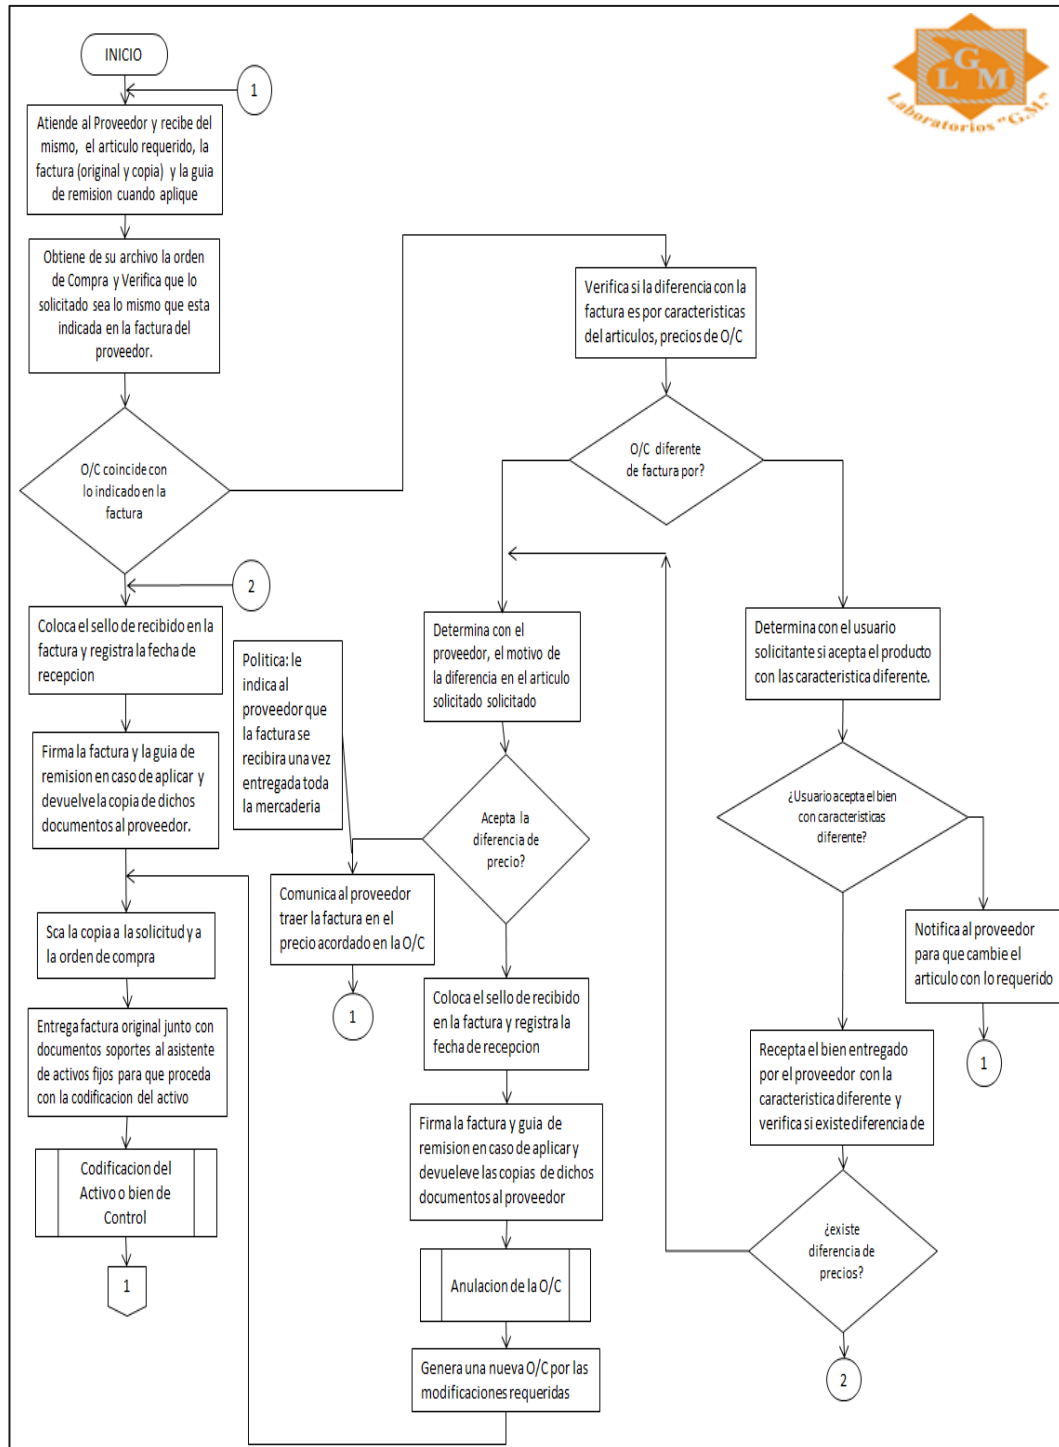 INICIO
1
Atiende al Proveedor y recibe del
mismo, el articulo requerido, la
factura (original y copia) y la guia
de remision cuando aplique
Obtiene de su archivo la orden
de Compra y Verifica que lo
solicitado sea lo mismo que esta
indicada en la factura del
proveedor.
O/C coincide con
lo indicado en la
factura
2
Coloca el sello de recibido en la
factura y registra la fecha de
recepcion
Firma la factura y la guia de
remision en caso de aplicar y
devuelve la copia de dichos
documentos al proveedor.
Sca la copia a la solicitud y a
la orden de compra
Entrega factura original junto con
documentos soportes al asistente
de activos fijos para que proceda
con la codificacion del activo
Codificacion del
Activo o bien de
Control
1
Politica: le
indica al
proveedor que
la factura se
recibira una vez
entregada toda
la mercaderia
Comunica al proveedor
traer la factura en el
precio acordado en la O/C
1
LGM
Laboratorios "G.M."
Verifica si la diferencia con la
factura es por caracteristicas
del articulos, precios de O/C
O/C diferente
de factura por?
Determina con el
proveedor, el motivo de
la diferencia en el articulo
solicitado solicitado
Acepta la
diferencia de
precio?
Coloca el sello de recibido
en la factura y registra la
fecha de recepcion
Firma la factura y guia de
remision en caso de aplicar y
devueleve las copias de dichos
documentos al proveedor
Anulacion de la O/C
Genera una nueva O/C por las
modificaciones requeridas
Determina con el usuario
solicitante si acepta el producto
con las caracteristica diferente.
¿Usuario acepta el bien
con caracteristicas
diferente?
Notifica al proveedor
para que cambie el
articulo con lo requerido
1
Recepta el bien entregado
por el proveedor con la
caracteristica diferente y
verifica si existe diferencia de
¿existe
diferencia de
precios?
2